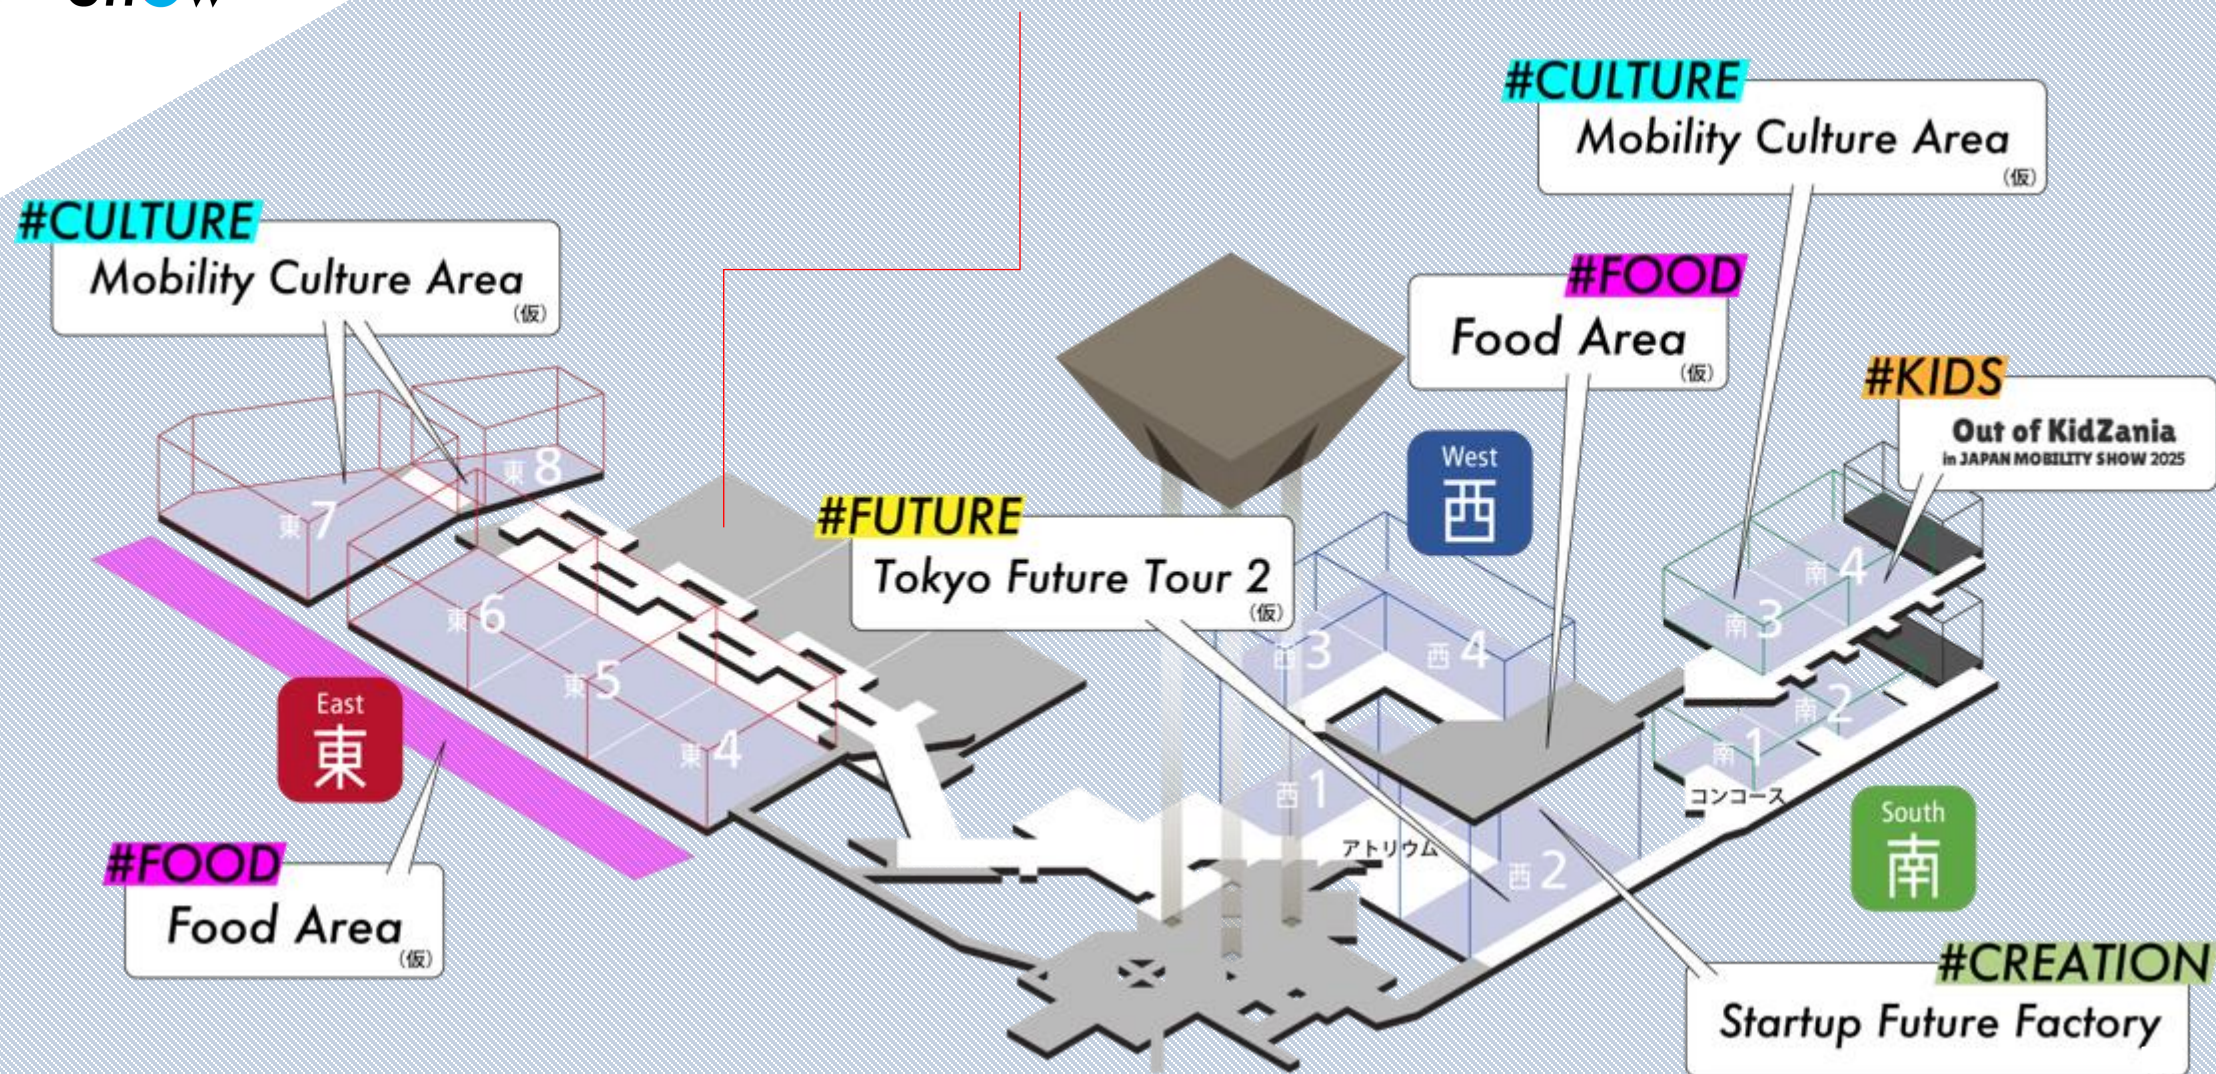 #CULTURE
Mobility Culture Area
(仮)
#CULTURE
Mobility Culture Area
(仮)
#FOOD
Food Area
(仮)
#KIDS
Out of KidZania
in JAPAN MOBILITY SHOW 2025
West
西
#FUTURE
Tokyo Future Tour 2
(仮)
東8
東7
東6
東5
東4
西3
西4
西1
西2
南4
南3
南2
南1
コンコース
アトリウム
East
東
South
南
#FOOD
Food Area
(仮)
#CREATION
Startup Future Factory